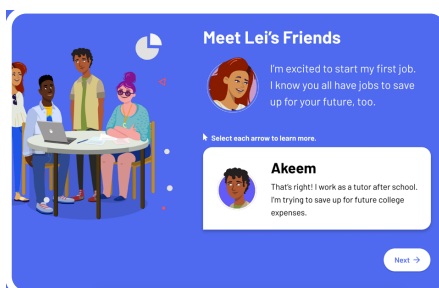 Meet Lei's Friends
I'm excited to start my first job.
I know you all have jobs to save
up for your future, too.
Select each arrow to learn more.
Akeem
That's right! I work as a tutor after school.
I'm trying to save up for future college
expenses.
Next →